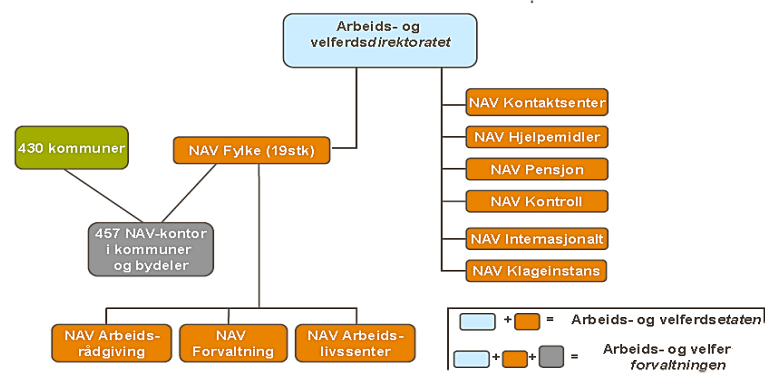 Arbeids- og
velferdsdirektoratet
NAV Kontaktsenter
NAV Hjelpemidler
430 kommuner
NAV Fylke (19stk)
NAV Pensjon
NAV Kontroll
457 NAV-kontor
i kommuner
og bydeler
NAV Internasjonalt
NAV Klageinstans
NAV Arbeids-
rådgiving
NAV
Forvaltning
NAV Arbeids-
livssenter
+ = Arbeids- og velferdsetaten
+ + = Arbeids- og velfer
forvaltningen